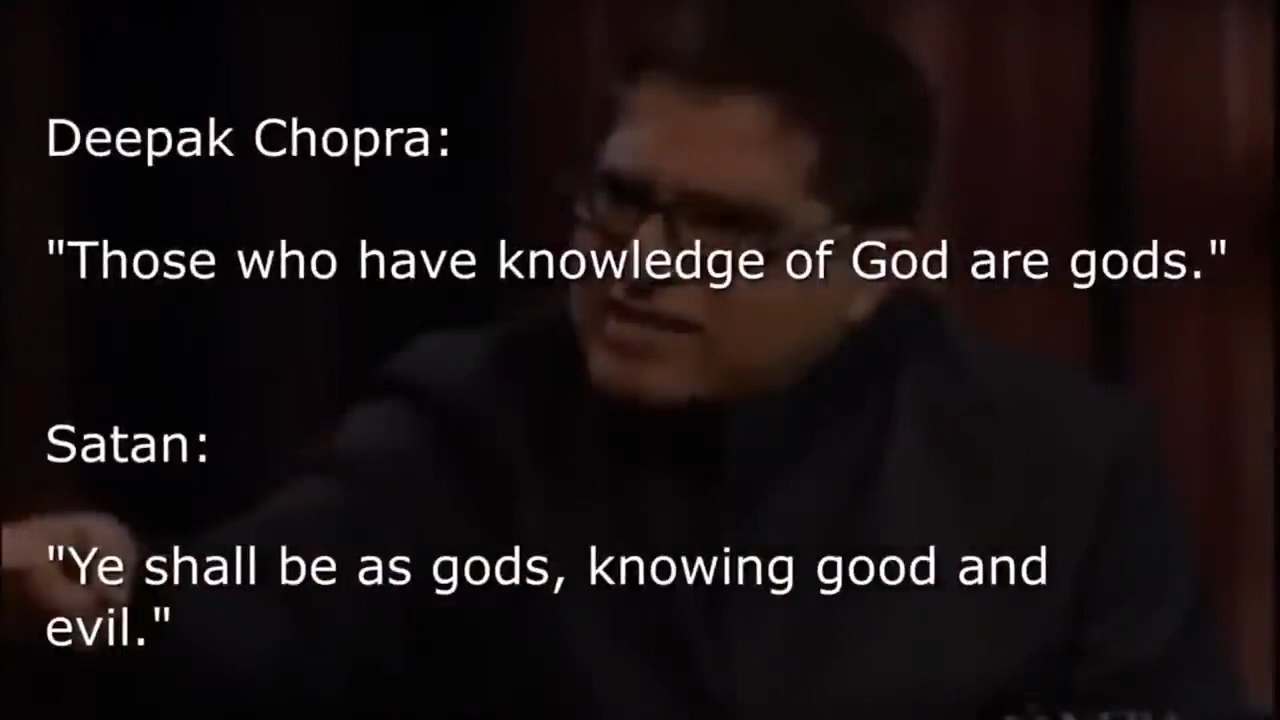 Deepak Chopra:
"Those who have knowledge of God are gods."
Satan:
"Ye shall be as gods, knowing good and
evil."